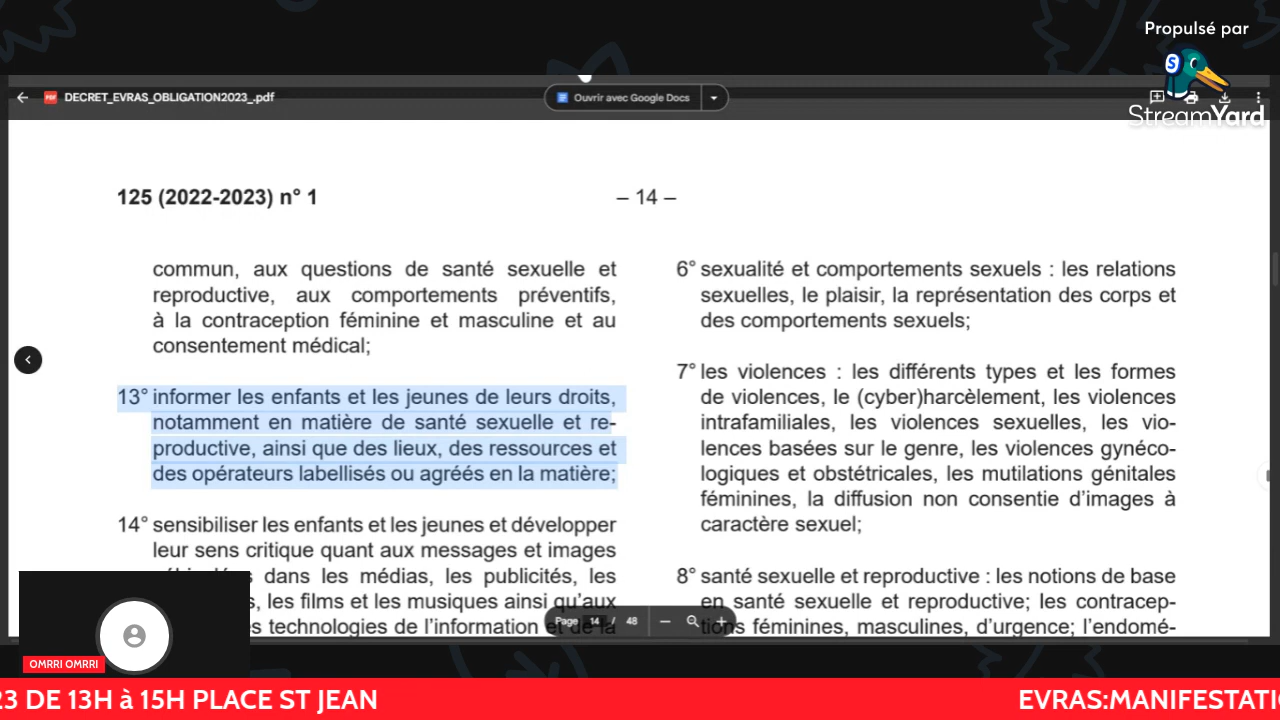 Propulsé par
StreamYard
DECRET_EVRAS_OBLIGATION2023_.pdf
Ouvrir avec Google Docs
125 (2022-2023) n° 1
– 14 –
commun, aux questions de santé sexuelle et
reproductive, aux comportements préventifs,
à la contraception féminine et masculine et au
consentement médical;
13° informer les enfants et les jeunes de leurs droits,
notamment en matière de santé sexuelle et re-
productive, ainsi que des lieux, des ressources et
des opérateurs labellisés ou agréés en la matière;
14° sensibiliser les enfants et les jeunes et développer
leur sens critique quant aux messages et images
dans les médias, les publicités, les
les films et les musiques ainsi qu'aux
technologies de l'information et de la
6° sexualité et comportements sexuels : les relations
sexuelles, le plaisir, la représentation des corps et
des comportements sexuels;
7° les violences : les différents types et les formes
de violences, le (cyber)harcèlement, les violences
intrafamiliales, les violences sexuelles, les vio-
lences basées sur le genre, les violences gynéco-
logiques et obstétricales, les mutilations génitales
féminines, la diffusion non consentie d'images à
caractère sexuel;
8° santé sexuelle et reproductive : les notions de base
en santé sexuelle et reproductive; les contracep-
tions féminines, masculines, d'urgence; l'endomé-
Page 14 / 48
OMRRI OMRRI
23 DE 13H à 15H PLACE ST JEAN
EVRAS:MANIFESTATI